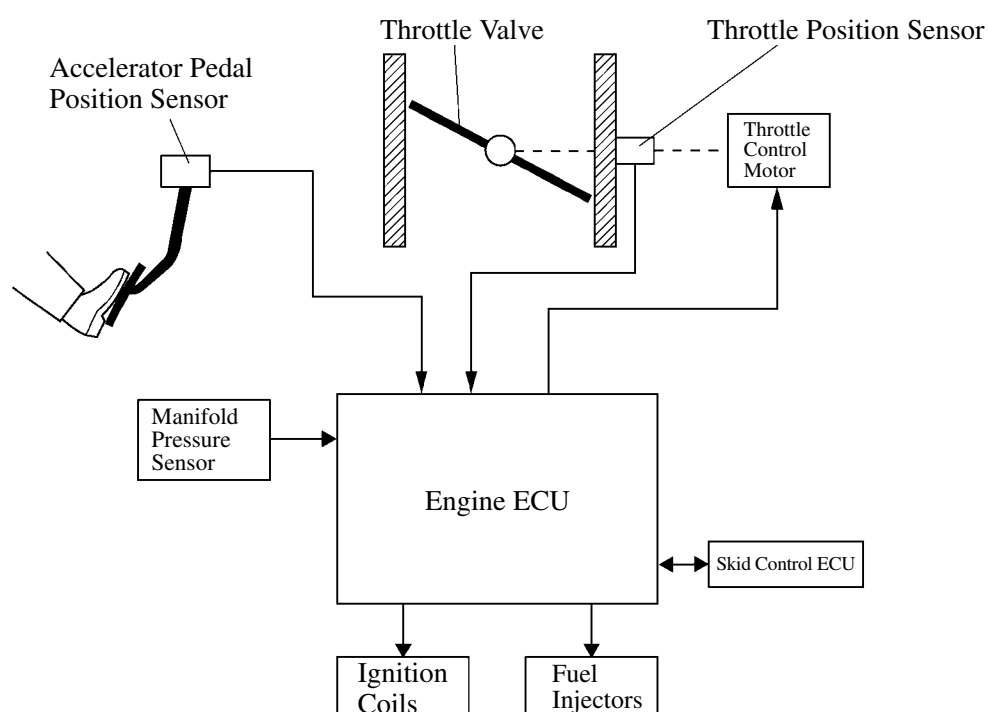 Throttle Valve
Throttle Position Sensor
Accelerator Pedal
Position Sensor
Throttle
Control
Motor
Manifold
Pressure
Sensor
Engine ECU
Skid Control ECU
Ignition
Coils
Fuel
Injectors